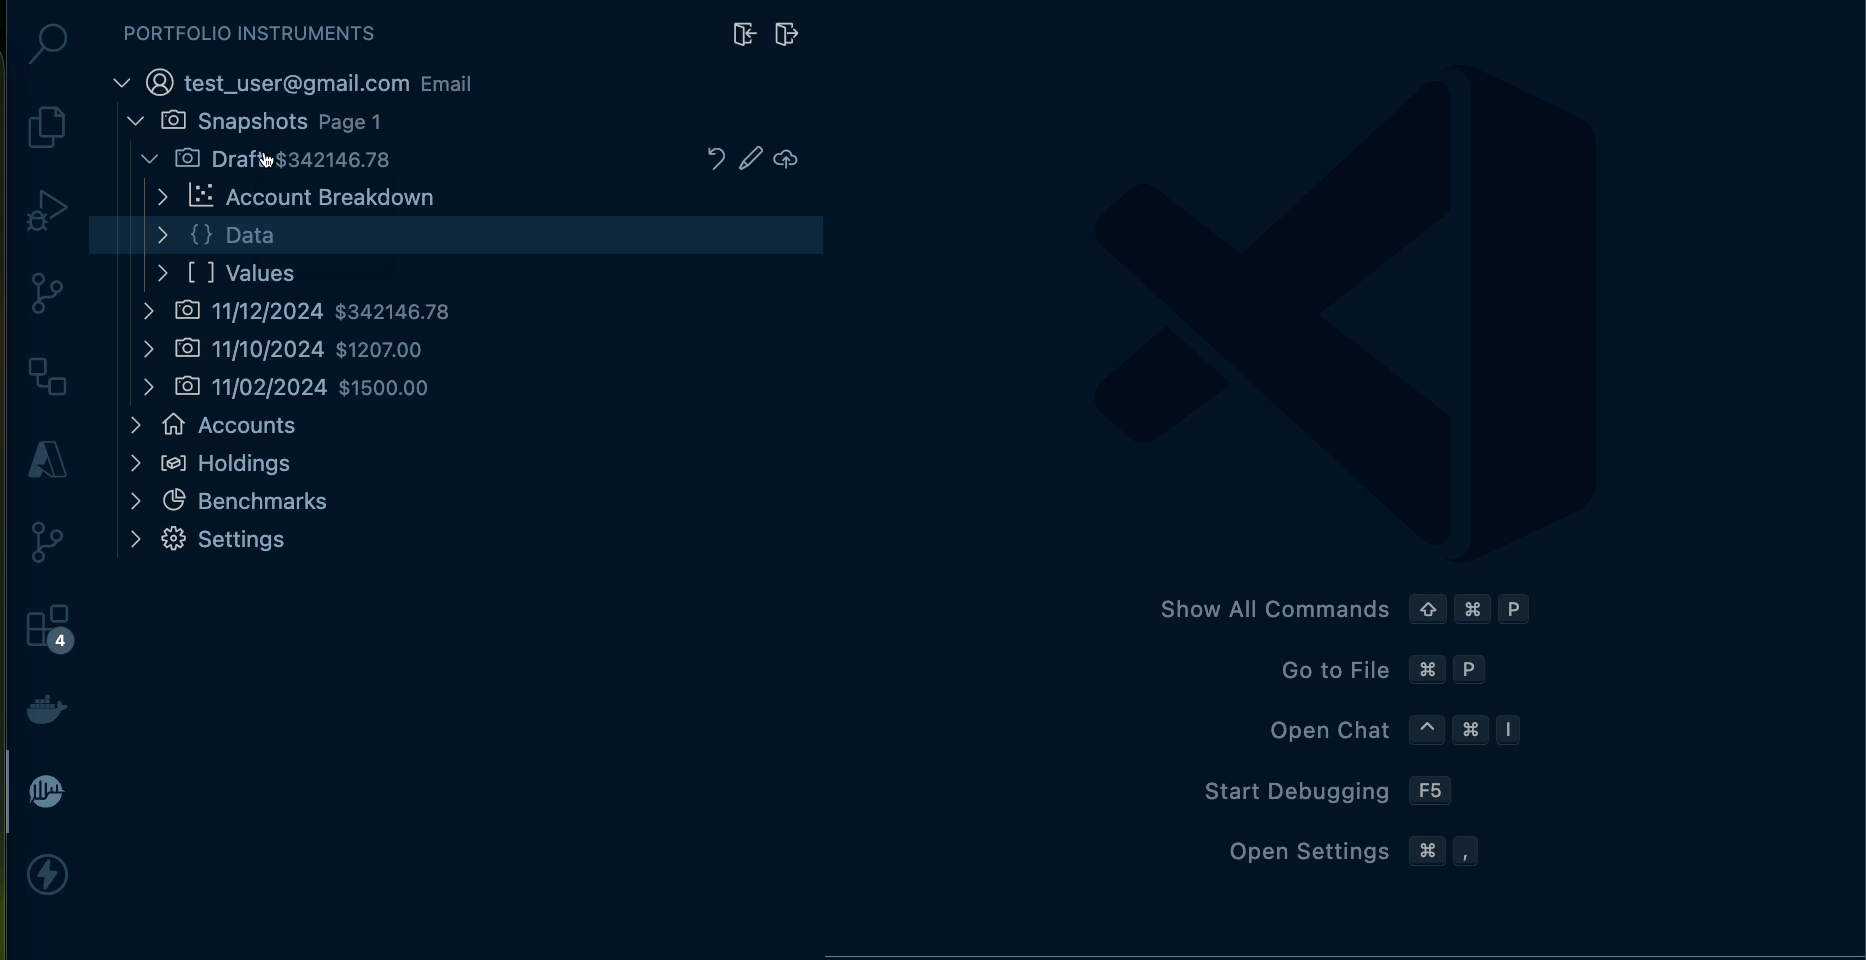 PORTFOLIO INSTRUMENTS
test_user@gmail.com Email
Snapshots Page 1
Draft $342146.78
Account Breakdown
{} Data
[ ] Values
11/12/2024 $342146.78
11/10/2024 $1207.00
11/02/2024 $1500.00
Accounts
Holdings
Benchmarks
Settings
4
Show All Commands ⇧ ⌘ P
Go to File ⌘ P
Open Chat ^ ⌘ I
Start Debugging F5
Open Settings ⌘ ,